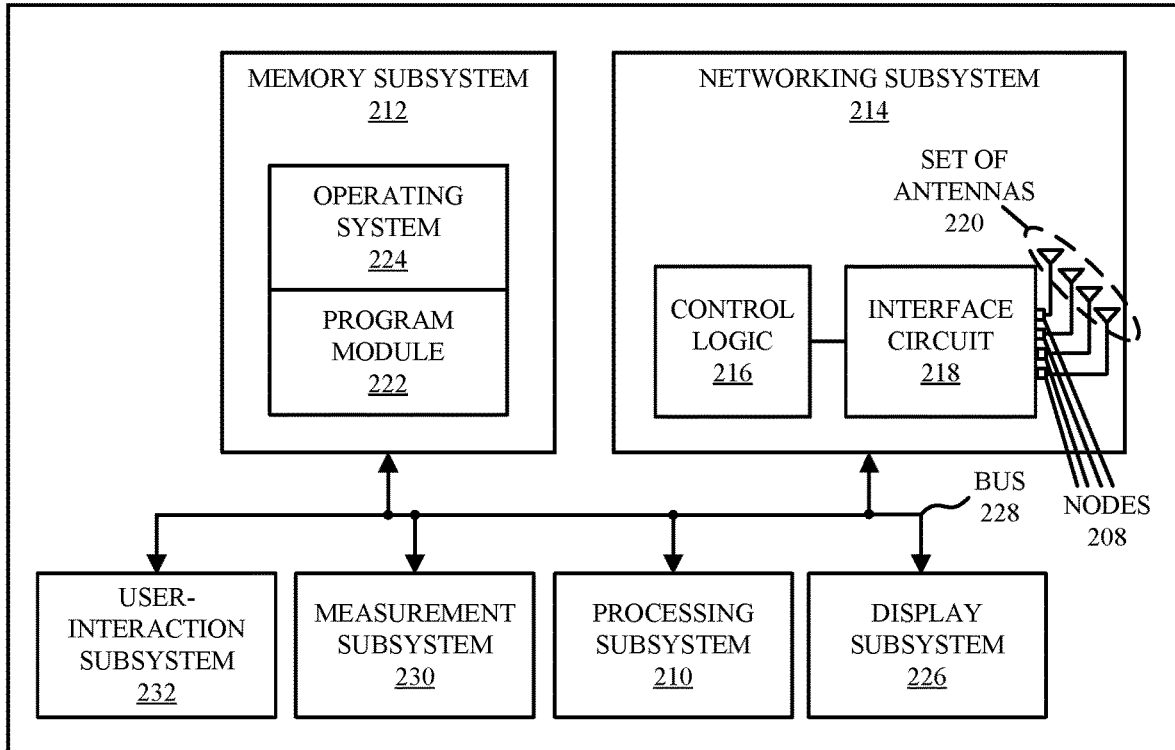 MEMORY SUBSYSTEM
212
OPERATING
SYSTEM
224
PROGRAM
MODULE
222
NETWORKING SUBSYSTEM
214
SET OF
ANTENNAS
220
CONTROL
LOGIC
216
INTERFACE
CIRCUIT
218
BUS
228
NODES
208
USER-
INTERACTION
SUBSYSTEM
232
MEASUREMENT
SUBSYSTEM
230
PROCESSING
SUBSYSTEM
210
DISPLAY
SUBSYSTEM
226